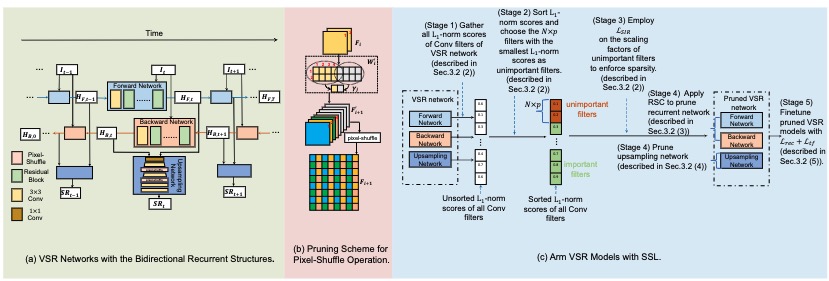 Time
I_{t-1}
I_t
I_{t+1}
Forward Network
H_{F,t-1}
H_{F,t}
H_{F,T}
Backward Network
H_{B,0}
H_{B,t}
H_{B,t+1}
Pixel-
Shuffle
Residual
Block
3×3
Conv
1×1
Conv
Upsampling
Network
SR_{t-1}
SR_t
SR_{t+1}
(a) VSR Networks with the Bidirectional Recurrent Structures.
F_i
W_i
γ_j
F_{i+1}
pixel-shuffle
F_{i+1}
(b) Pruning Scheme for
Pixel-Shuffle Operation.
(Stage 1) Gather
all L₁-norm scores
of Conv filters of
VSR network
(described in
Sec.3.2 (2))
(Stage 2) Sort L₁-
norm scores and
choose the N×p
filters with the
smallest L₁-norm
scores as
unimportant filters.
(described in
Sec.3.2 (2))
(Stage 3) Employ
L_{SIR}
on the scaling
factors of
unimportant filters
to enforce sparsity.
(described in
Sec.3.2 (2))
(Stage 4) Apply
RSC to prune
recurrent network
(described in
Sec.3.2 (3))
(Stage 4) Prune
upsampling network
(described in Sec.3.2 (4))
(Stage 5)
Finetune
pruned VSR
models with
L_{rec} + L_{tf}
(described in
Sec.3.2 (5)).
VSR network
Forward
Network
Backward
Network
Upsampling
Network
N×p
unimportant
filters
important
filters
Unsorted L₁-norm
scores of all Conv
filters
Sorted L₁-norm
scores of all Conv
filters
Pruned VSR
network
Forward
Network
Backward
Network
Upsampling
Network
(c) Arm VSR Models with SSL.